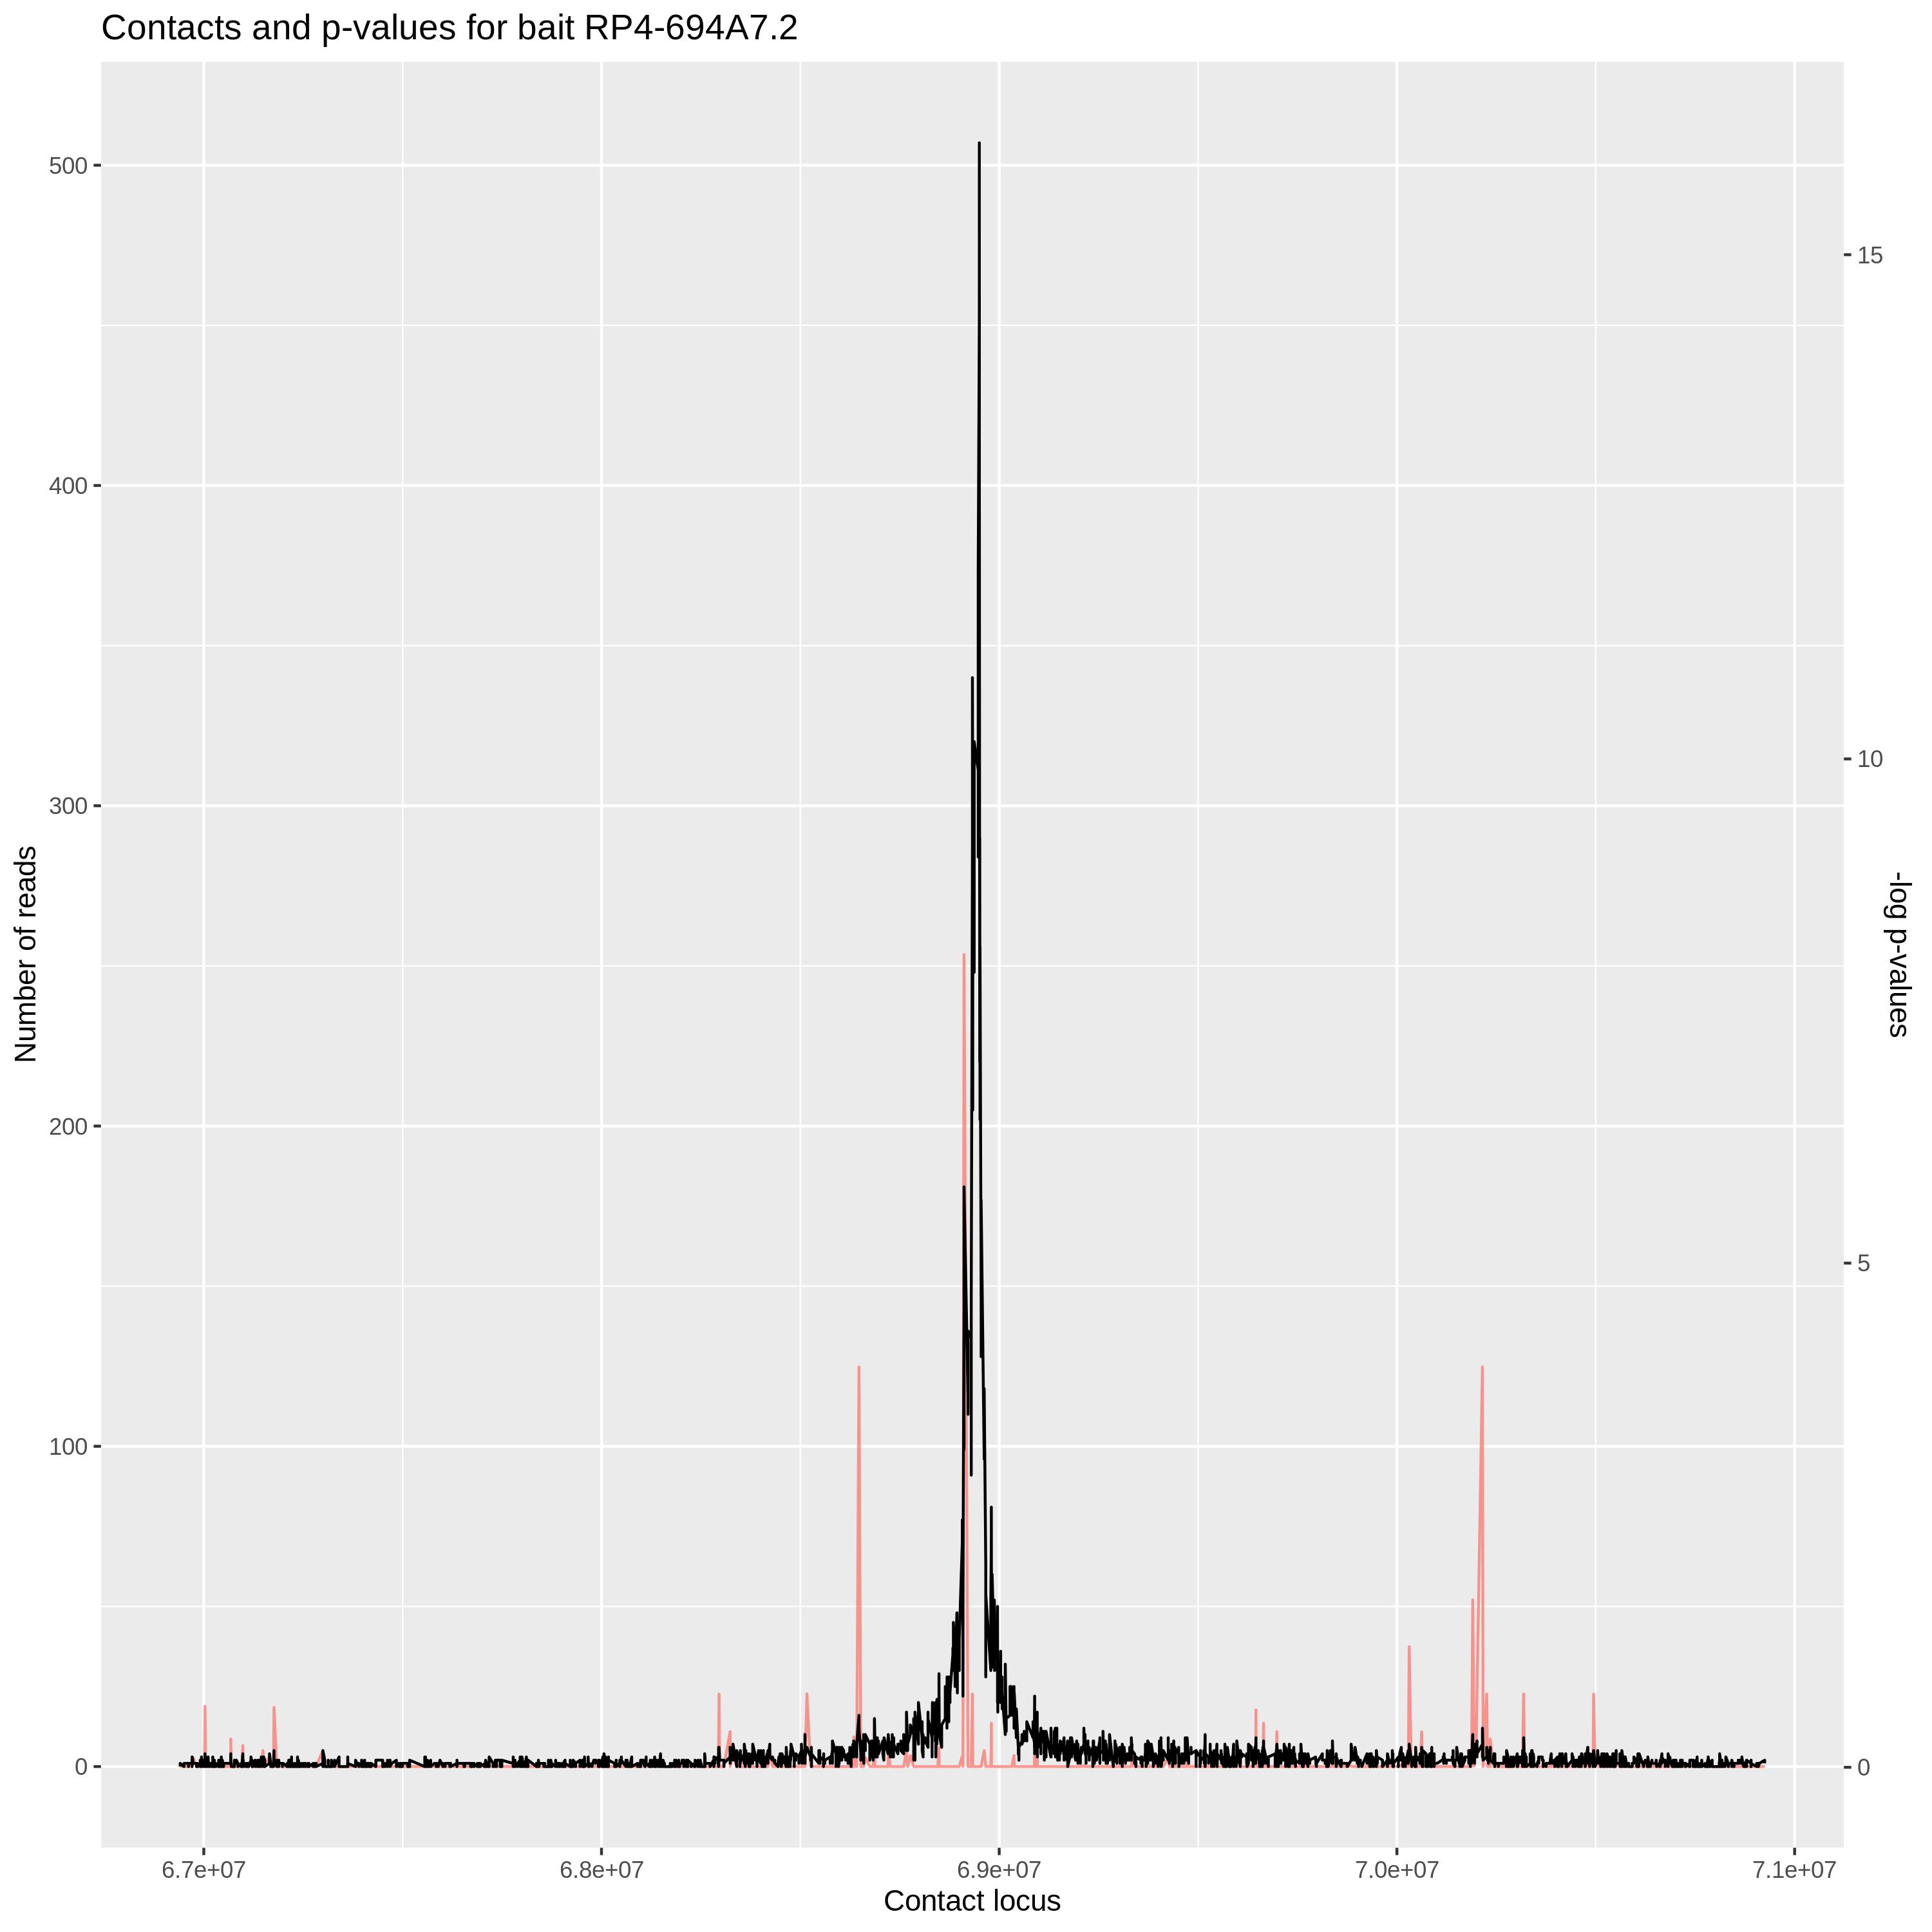 Contacts and p-values for bait RP4-694A7.2
500
400
300
200
100
0
Number of reads
15
10
5
0
-log p-values
6.7e+07
6.8e+07
6.9e+07
7.0e+07
7.1e+07
Contact locus